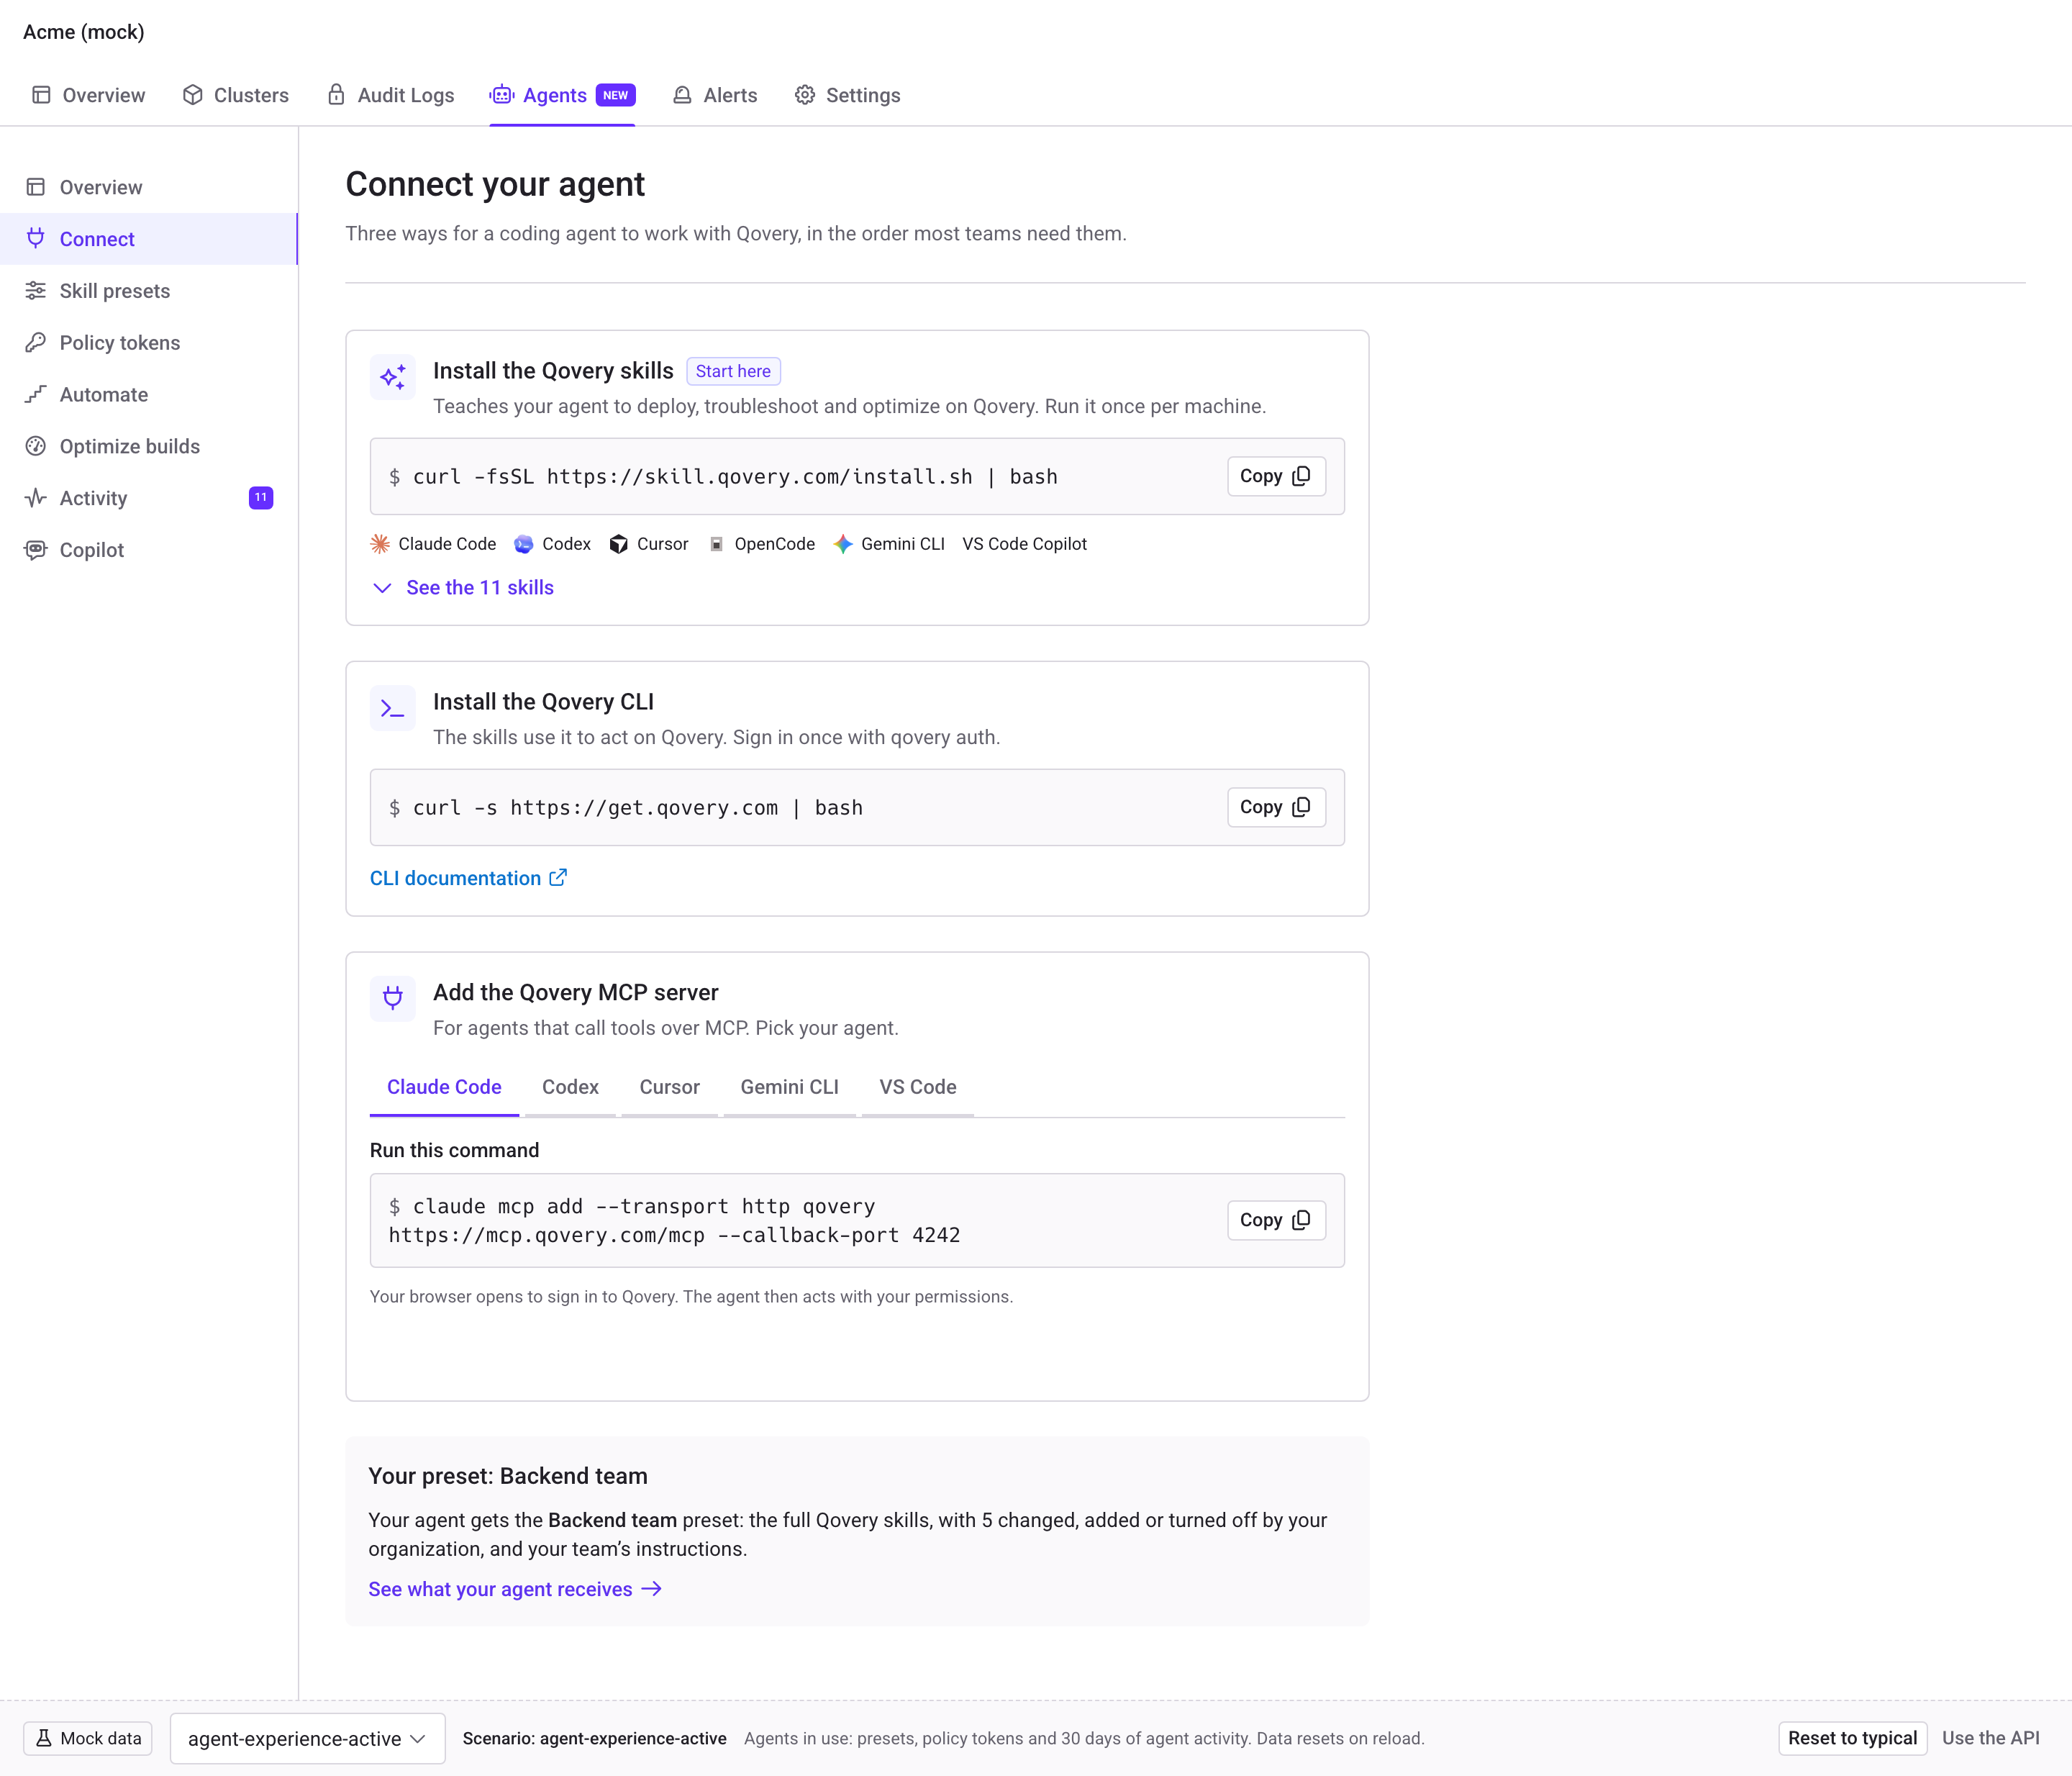 Acme (mock)
Overview
Clusters
Audit Logs
Agents NEW
Alerts
Settings
Overview
Connect
Skill presets
Policy tokens
Automate
Optimize builds
Activity 11
Copilot
Connect your agent
Three ways for a coding agent to work with Qovery, in the order most teams need them.
Install the Qovery skills Start here
Teaches your agent to deploy, troubleshoot and optimize on Qovery. Run it once per machine.
$ curl -fsSL https://skill.qovery.com/install.sh | bash
Copy
Claude Code Codex Cursor OpenCode Gemini CLI VS Code Copilot
See the 11 skills
Install the Qovery CLI
The skills use it to act on Qovery. Sign in once with qovery auth.
$ curl -s https://get.qovery.com | bash
Copy
CLI documentation
Add the Qovery MCP server
For agents that call tools over MCP. Pick your agent.
Claude Code Codex Cursor Gemini CLI VS Code
Run this command
$ claude mcp add --transport http qovery
https://mcp.qovery.com/mcp --callback-port 4242
Copy
Your browser opens to sign in to Qovery. The agent then acts with your permissions.
Your preset: Backend team
Your agent gets the Backend team preset: the full Qovery skills, with 5 changed, added or turned off by your
organization, and your team’s instructions.
See what your agent receives
Mock data
agent-experience-active
Scenario: agent-experience-active
Agents in use: presets, policy tokens and 30 days of agent activity. Data resets on reload.
Reset to typical
Use the API